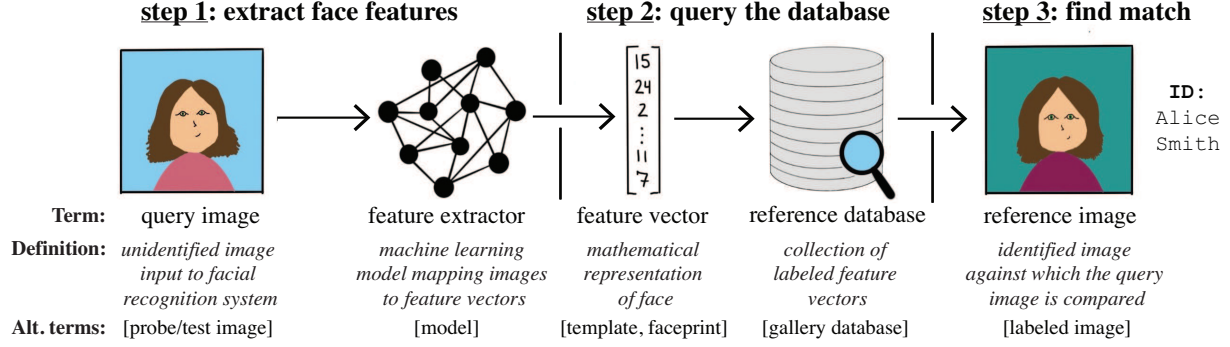 step 1: extract face features
step 2: query the database
step 3: find match
15
24
2
⋮
11
7
ID:
Alice
Smith
Term: query image feature extractor feature vector reference database reference image
Definition: unidentified image machine learning mathematical collection of identified image
input to facial model mapping images representation labeled feature against which the query
recognition system to feature vectors of face vectors image is compared
Alt. terms: [probe/test image] [model] [template, faceprint] [gallery database] [labeled image]